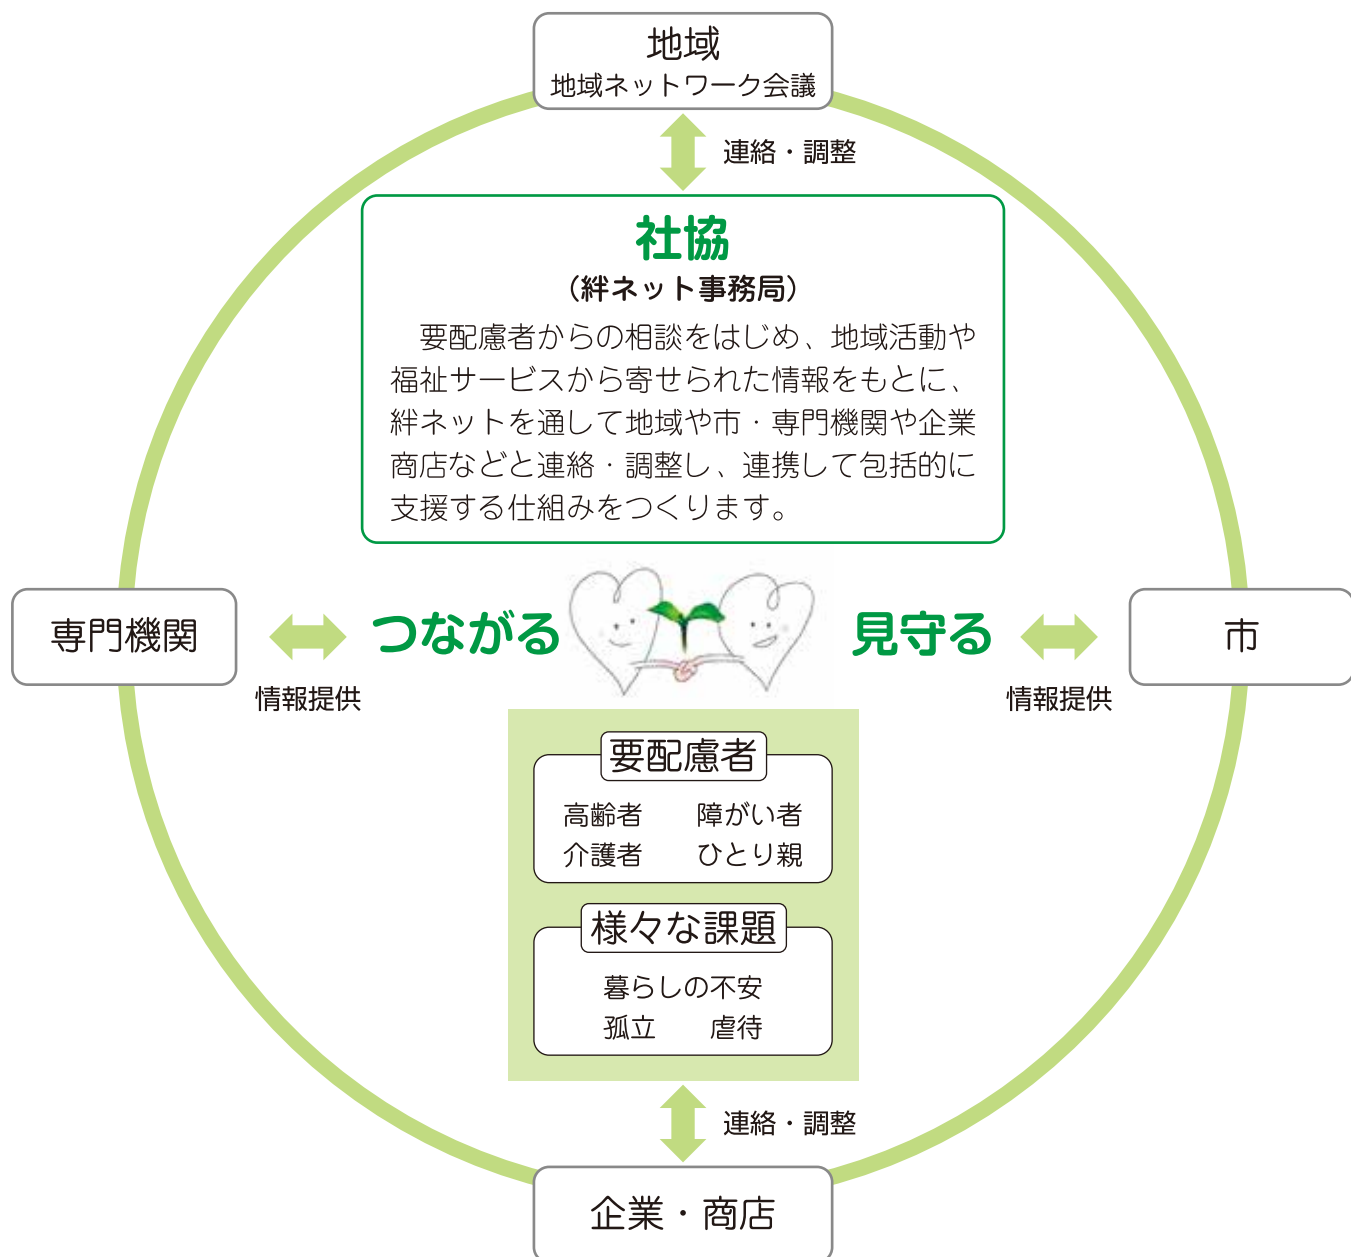 地域
地域ネットワーク会議
連絡・調整
社協
（絆ネット事務局）
要配慮者からの相談をはじめ、地域活動や
福祉サービスから寄せられた情報をもとに、
絆ネットを通して地域や市・専門機関や企業
商店などと連絡・調整し、連携して包括的に
支援する仕組みをつくります。
専門機関
情報提供
つながる
見守る
情報提供
市
要配慮者
高齢者　障がい者
介護者　ひとり親
様々な課題
暮らしの不安
孤立　虐待
連絡・調整
企業・商店